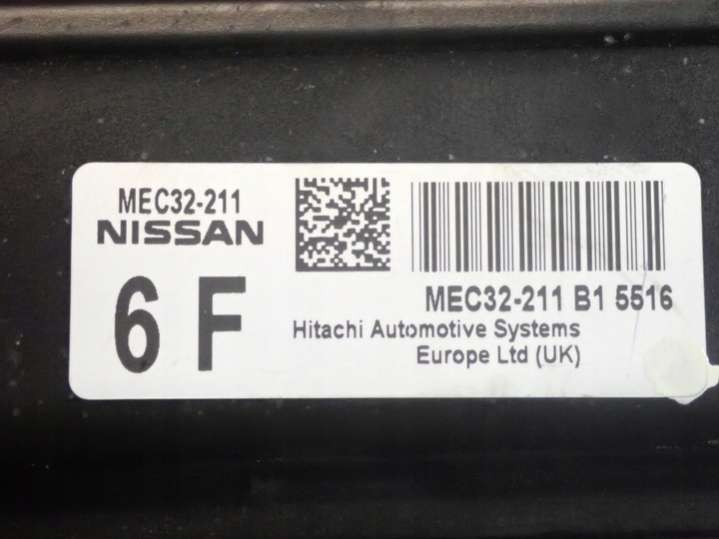 MEC32-211
NISSAN
6 F
MEC32-211 B1 5516
Hitachi Automotive Systems
Europe Ltd (UK)